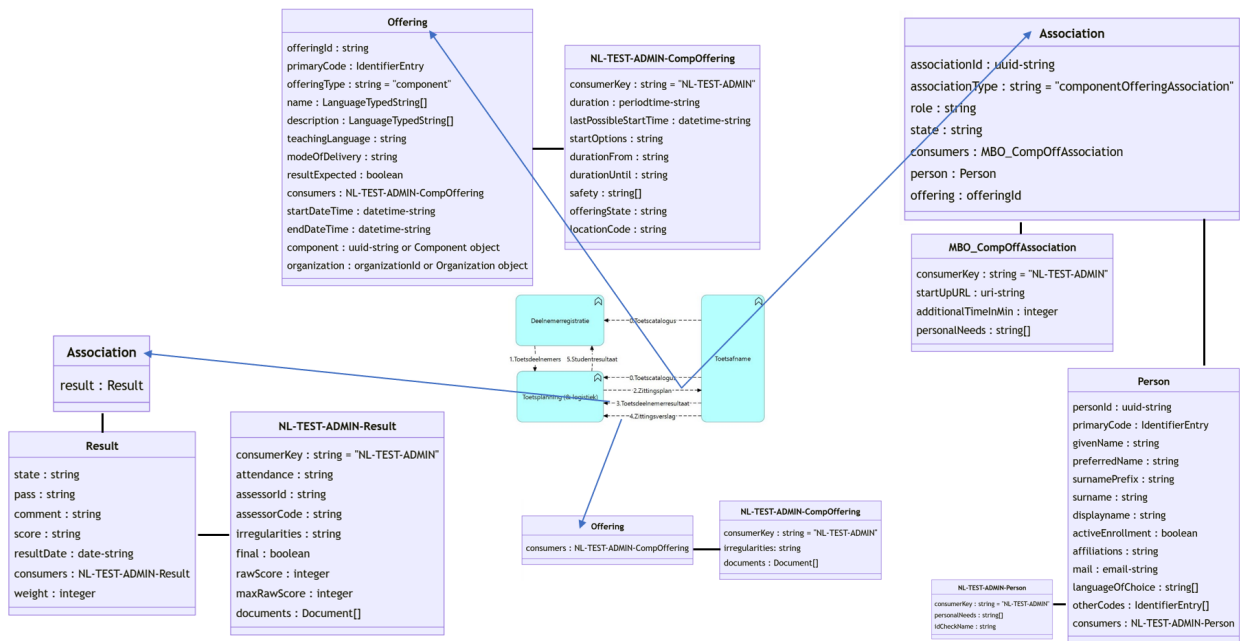 Offering
offeringId : string
primaryCode : IdentifierEntry
offeringType : string = "component"
name : LanguageTypedString[]
description : LanguageTypedString[]
teachingLanguage : string
modeOfDelivery : string
resultExpected : boolean
consumers : NL-TEST-ADMIN-CompOffering
startDateTime : datetime-string
endDateTime : datetime-string
component : uuid-string or Component object
organization : organizationId or Organization object
NL-TEST-ADMIN-CompOffering
consumerKey : string = "NL-TEST-ADMIN"
duration : periodtime-string
lastPossibleStartTime : datetime-string
startOptions : string
durationFrom : string
durationUntil : string
safety : string[]
offeringState : string
locationCode : string
Association
associationId : uuid-string
associationType : string = "componentOfferingAssociation"
role : string
state : string
consumers : MBO_CompOffAssociation
person : Person
offering : offeringId
MBO_CompOffAssociation
consumerKey : string = "NL-TEST-ADMIN"
startUpURL : uri-string
additionalTimeInMin : integer
personalNeeds : string[]
Deelnemerregistratie
0.Toetscatalogus
Toetsafname
1.Toetsdeelnemers
5.Studentresultaat
0.Toetscatalogus
2.Zittingsplan
Toetsplanning (& logistiek)
3.Toetsdeelnemerresultaat
4.Zittingsverslag
Association
result : Result
Result
state : string
pass : string
comment : string
score : string
resultDate : date-string
consumers : NL-TEST-ADMIN-Result
weight : integer
NL-TEST-ADMIN-Result
consumerKey : string = "NL-TEST-ADMIN"
attendance : string
assessorId : string
assessorCode : string
irregularities : string
final : boolean
rawScore : integer
maxRawScore : integer
documents : Document[]
Offering
consumers : NL-TEST-ADMIN-CompOffering
NL-TEST-ADMIN-CompOffering
consumerKey : string = "NL-TEST-ADMIN"
irregularities: string
documents : Document[]
Person
personId : uuid-string
primaryCode : IdentifierEntry
givenName : string
preferredName : string
surnamePrefix : string
surname : string
displayname : string
activeEnrollment : boolean
affiliations : string
mail : email-string
languageOfChoice : string[]
otherCodes : IdentifierEntry[]
consumers : NL-TEST-ADMIN-Person
NL-TEST-ADMIN-Person
consumerKey : string = "NL-TEST-ADMIN"
personalNeeds : string[]
idCheckName : string